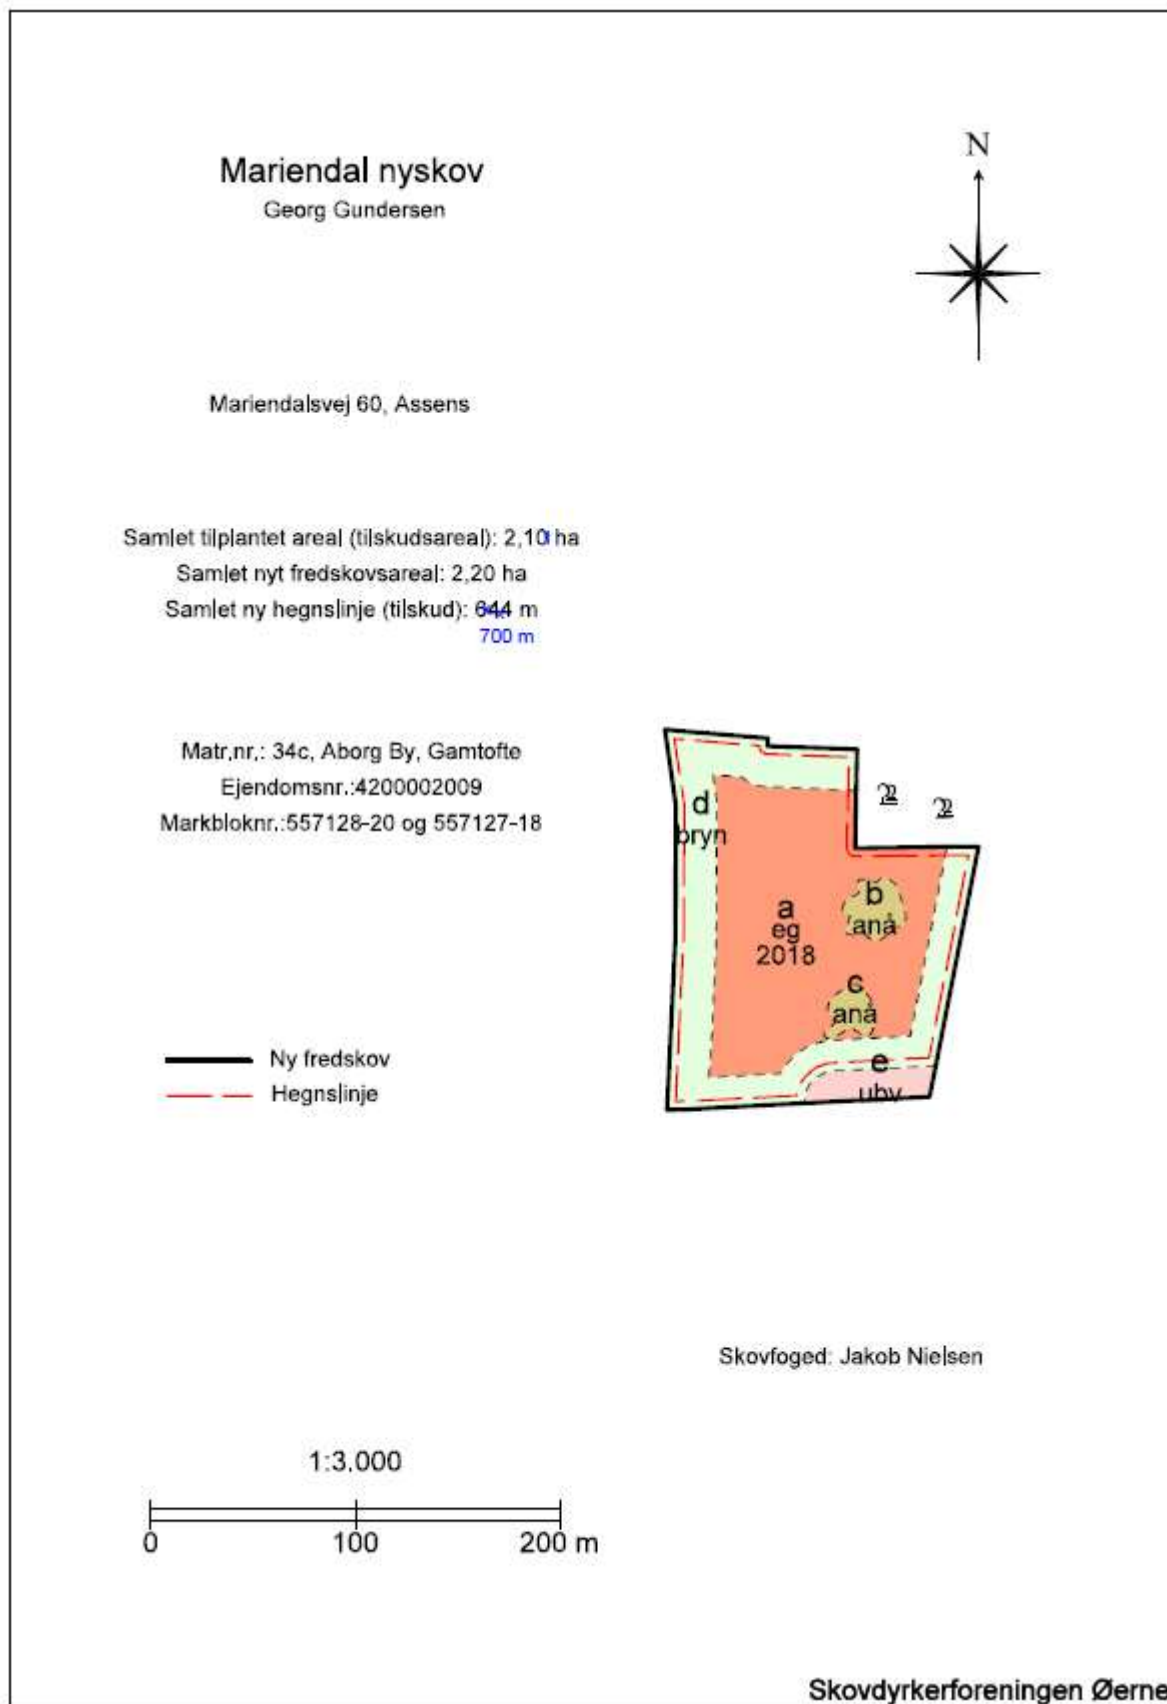 Mariendal nyskov
Georg Gundersen
N
Mariendalsvej 60, Assens
Samlet tilplantet areal (tilskudsareal): 2,10 ha
Samlet nyt fredskovsareal: 2,20 ha
Samlet ny hegnslinje (tilskud): 644 m
700 m
Matr.nr.: 34c, Aborg By, Gamtofte
Ejendomsnr.:4200002009
Markbloknr.:557128-20 og 557127-18
d
bryn
b
anå
a
eg
2018
c
anå
e
ubv
Ny fredskov
Hegnslinje
Skovfoged: Jakob Nielsen
1:3.000
0 100 200 m
Skovdyrkerforeningen Øerne